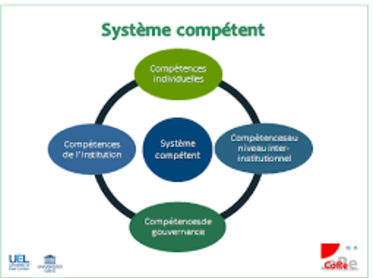 Système compétent
Compétences
individuelles
Compétences
de l'institution
Système
compétent
Compétencesau
niveau inter-
institutionnel
Compétencesde
gouvernance
UEL
CoRe